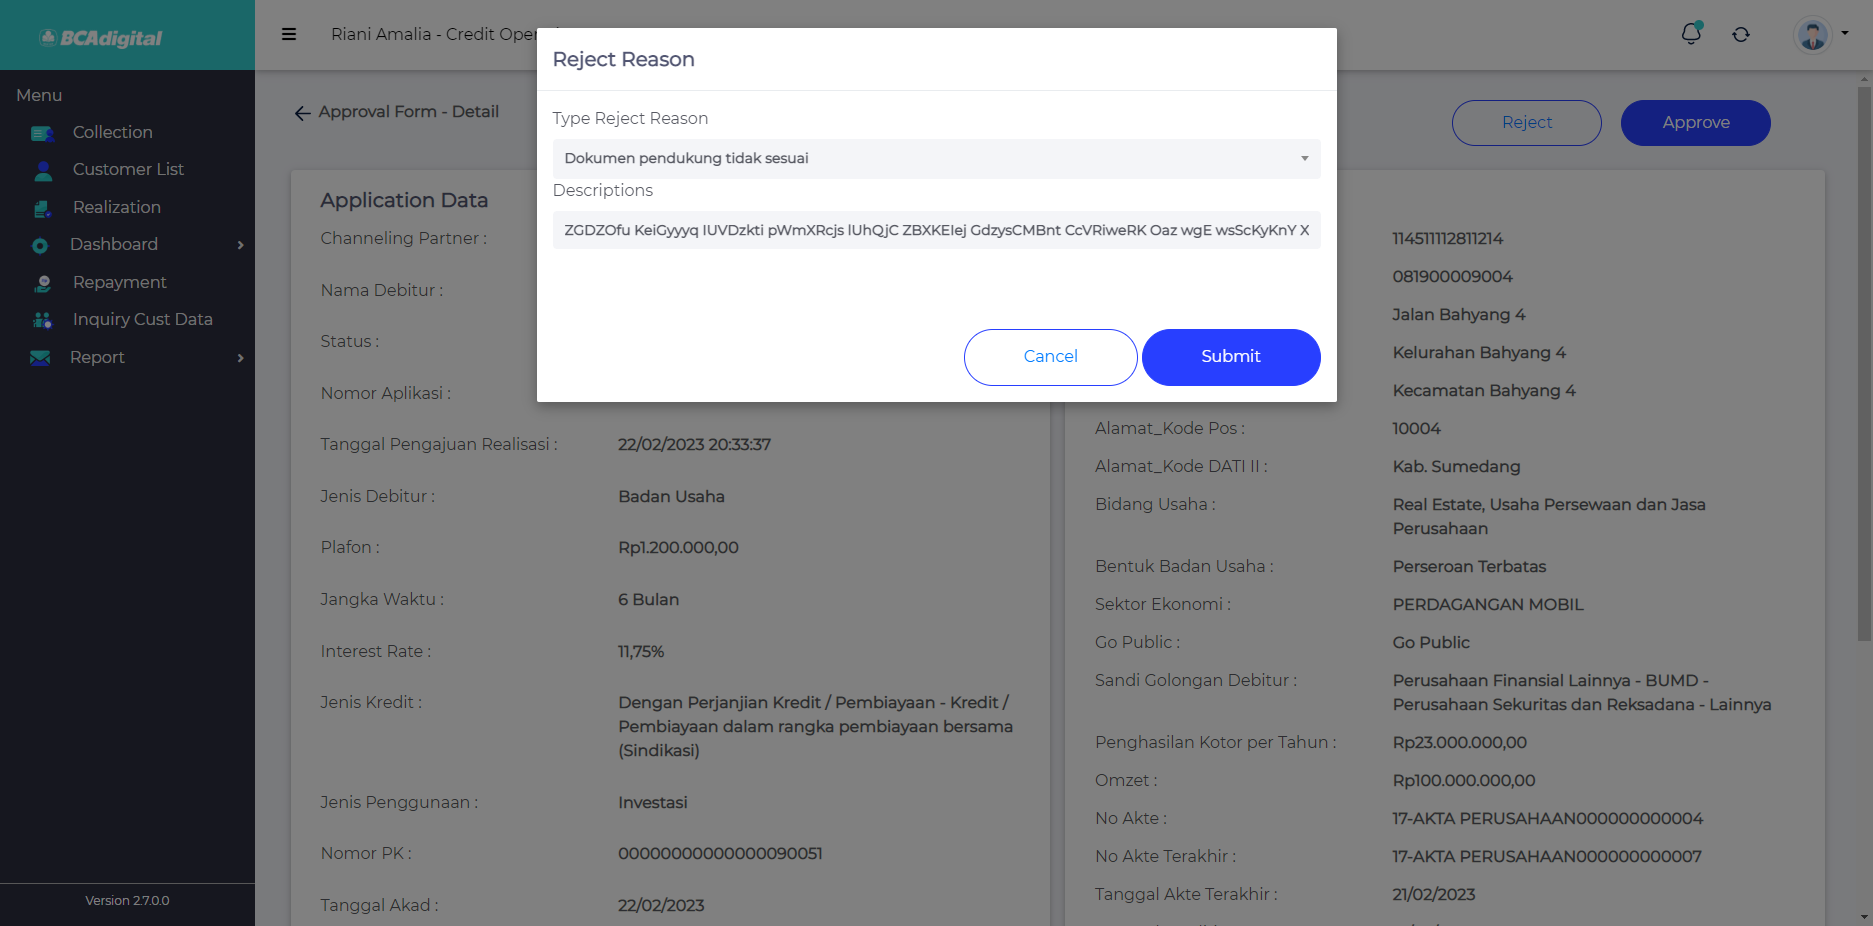 BCAdigital
Riani Amalia - Credit Oper
Menu
Collection
Customer List
Realization
Dashboard
Repayment
Inquiry Cust Data
Report
Version 2.7.0.0
Approval Form - Detail
Reject
Approve
Reject Reason
Type Reject Reason
Dokumen pendukung tidak sesuai
Descriptions
ZGDZOfu KeiGyyyq IUVDzkti pWmXRcjs lUhQjC ZBXKEIej GdzysCMBnt CcVRiweRK Oaz wgE wsScKyKnY X
Cancel
Submit
Application Data
Channeling Partner :
Nama Debitur :
Status :
Nomor Aplikasi :
Tanggal Pengajuan Realisasi : 22/02/2023 20:33:37
Jenis Debitur : Badan Usaha
Plafon : Rp1.200.000,00
Jangka Waktu : 6 Bulan
Interest Rate : 11,75%
Jenis Kredit : Dengan Perjanjian Kredit / Pembiayaan - Kredit /
Pembiayaan dalam rangka pembiayaan bersama
(Sindikasi)
Jenis Penggunaan : Investasi
Nomor PK : 00000000000000090051
Tanggal Akad : 22/02/2023
114511112811214
081900009004
Jalan Bahyang 4
Kelurahan Bahyang 4
Kecamatan Bahyang 4
Alamat_Kode Pos : 10004
Alamat_Kode DATI II : Kab. Sumedang
Bidang Usaha : Real Estate, Usaha Persewaan dan Jasa
Perusahaan
Bentuk Badan Usaha : Perseroan Terbatas
Sektor Ekonomi : PERDAGANGAN MOBIL
Go Public : Go Public
Sandi Golongan Debitur : Perusahaan Finansial Lainnya - BUMD -
Perusahaan Sekuritas dan Reksadana - Lainnya
Penghasilan Kotor per Tahun : Rp23.000.000,00
Omzet : Rp100.000.000,00
No Akte : 17-AKTA PERUSAHAAN000000000004
No Akte Terakhir : 17-AKTA PERUSAHAAN000000000007
Tanggal Akte Terakhir : 21/02/2023